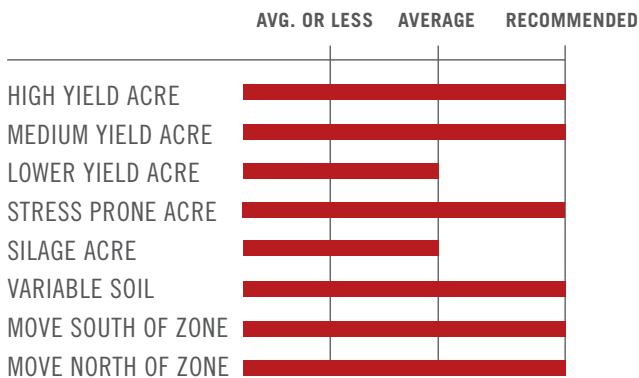 AVG. OR LESS AVERAGE RECOMMENDED
HIGH YIELD ACRE
MEDIUM YIELD ACRE
LOWER YIELD ACRE
STRESS PRONE ACRE
SILAGE ACRE
VARIABLE SOIL
MOVE SOUTH OF ZONE
MOVE NORTH OF ZONE